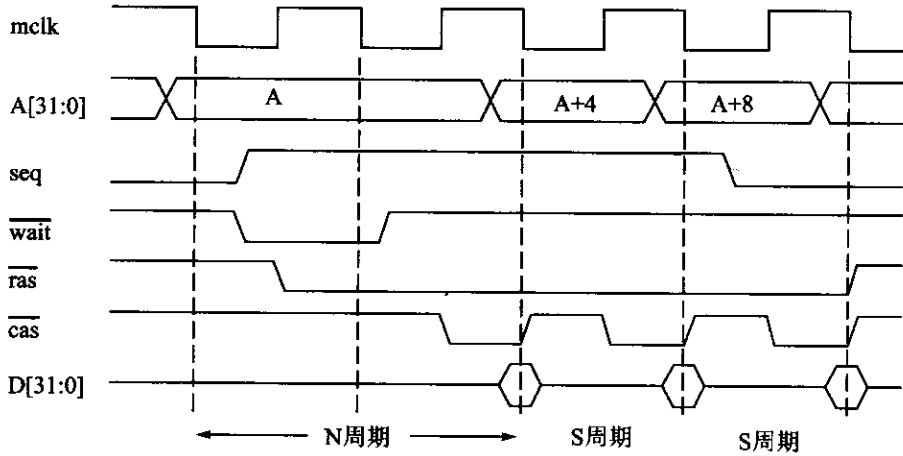 mclk
A[31:0]
A
A+4
A+8
seq
wait
ras
cas
D[31:0]
N周期
S周期
S周期